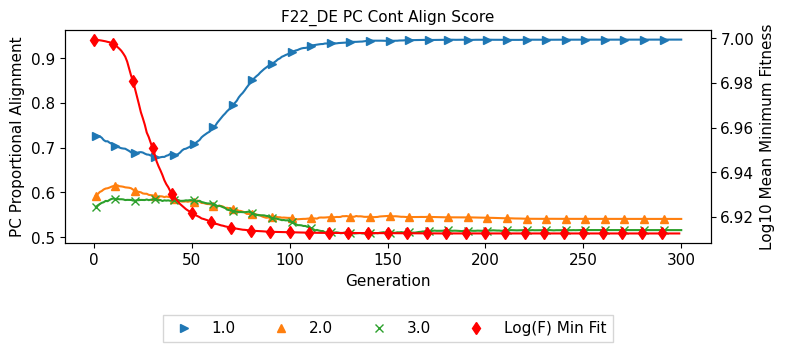 F22_DE PC Cont Align Score
PC Proportional Alignment
0.9
0.8
0.7
0.6
0.5
7.00
6.98
6.96
6.94
6.92
Log10 Mean Minimum Fitness
0 50 100 150 200 250 300
Generation
1.0 2.0 3.0 Log(F) Min Fit